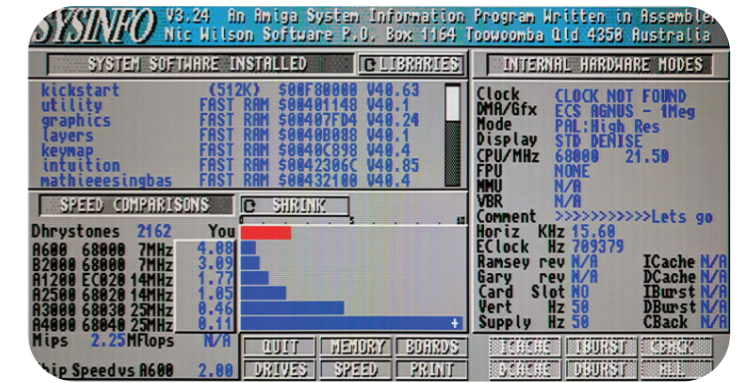 SYSINFO V3.24 An Amiga System Information Program Written in Assembler
Nic Wilson Software P.O. Box 1164 Toowoomba Qld 4350 Australia
SYSTEM SOFTWARE INSTALLED LIBRARIES
kickstart (512K) $00F80000 V40.63
utility FAST RAM $00401148 V40.1
graphics FAST RAM $00407FD4 V40.24
layers FAST RAM $0040B088 V40.1
keymap FAST RAM $0040C898 V40.4
intuition FAST RAM $0042306C V40.85
mathieeesingbas FAST RAM $00432100 V40.4
INTERNAL HARDWARE MODES
Clock CLOCK NOT FOUND
DMA/Gfx ECS AGNUS - 1Meg
Mode PAL:High Res
Display STD DENISE
CPU/MHz 68000 21.50
FPU NONE
MMU N/A
VBR N/A
Comment >>>>>>>>>>>Lets go
Horiz KHz 15.60
EClock Hz 709379
Ramsey rev N/A ICache N/A
Gary rev N/A DCache N/A
Card Slot NO IBurst N/A
Vert Hz 50 DBurst N/A
Supply Hz 50 CBack N/A
SPEED COMPARISONS SHRINK
Dhrystones 2162 You
A600 68000 7MHz 4.08
B2000 68000 7MHz 3.09
A1200 EC020 14MHz 1.77
A2500 68020 14MHz 1.05
A3000 68030 25MHz 0.46
A4000 68040 25MHz 0.11
Mips 2.25 MFlops N/A
hip Speed vs A600 2.00
QUIT MEMORY BOARDS
DRIVES SPEED PRINT
ICACHE IBURST CBACK
DCACHE DBURST ALL